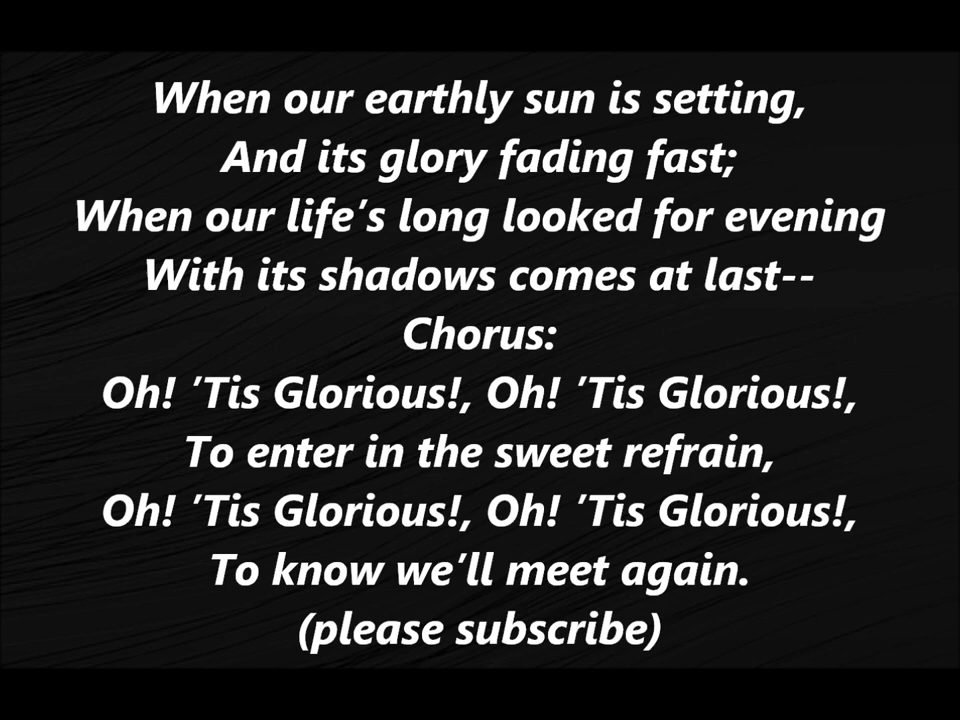 When our earthly sun is setting,
And its glory fading fast;
When our life’s long looked for evening
With its shadows comes at last--
Chorus:
Oh! ’Tis Glorious!, Oh! ’Tis Glorious!,
To enter in the sweet refrain,
Oh! ’Tis Glorious!, Oh! ’Tis Glorious!,
To know we’ll meet again.
(please subscribe)